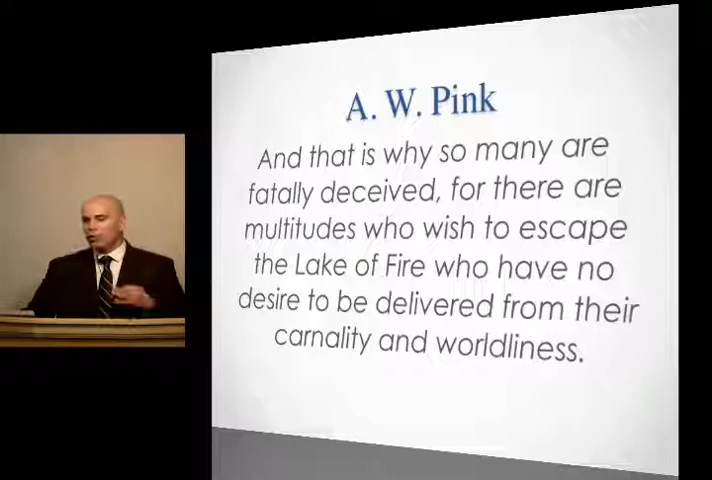 A. W. Pink
And that is why so many are
fatally deceived, for there are
multitudes who wish to escape
the Lake of Fire who have no
desire to be delivered from their
carnality and worldliness.